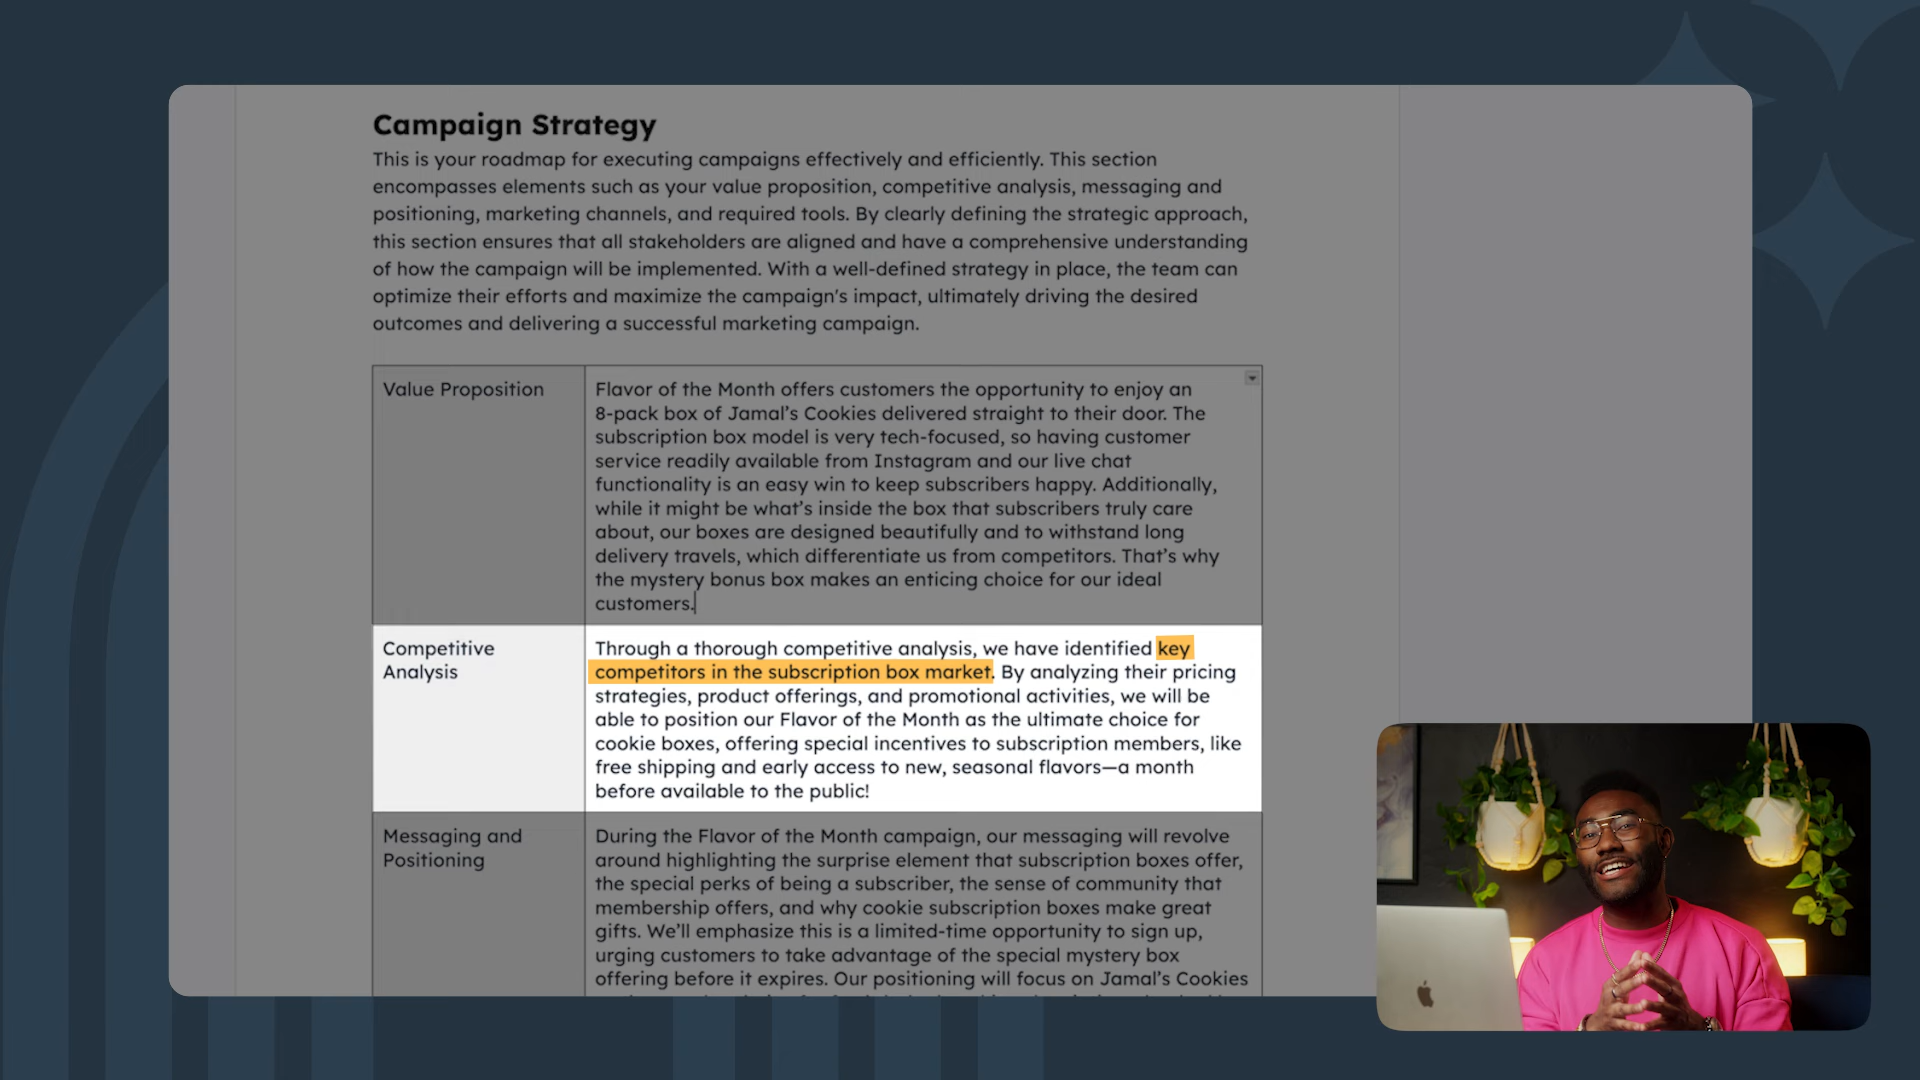 Campaign Strategy
This is your roadmap for executing campaigns effectively and efficiently. This section
encompasses elements such as your value proposition, competitive analysis, messaging and
positioning, marketing channels, and required tools. By clearly defining the strategic approach,
this section ensures that all stakeholders are aligned and have a comprehensive understanding
of how the campaign will be implemented. With a well-defined strategy in place, the team can
optimize their efforts and maximize the campaign's impact, ultimately driving the desired
outcomes and delivering a successful marketing campaign.
Value Proposition
Flavor of the Month offers customers the opportunity to enjoy an
8-pack box of Jamal’s Cookies delivered straight to their door. The
subscription box model is very tech-focused, so having customer
service readily available from Instagram and our live chat
functionality is an easy win to keep subscribers happy. Additionally,
while it might be what’s inside the box that subscribers truly care
about, our boxes are designed beautifully and to withstand long
delivery travels, which differentiate us from competitors. That’s why
the mystery bonus box makes an enticing choice for our ideal
customers.
Competitive
Analysis
Through a thorough competitive analysis, we have identified key
competitors in the subscription box market. By analyzing their pricing
strategies, product offerings, and promotional activities, we will be
able to position our Flavor of the Month as the ultimate choice for
cookie boxes, offering special incentives to subscription members, like
free shipping and early access to new, seasonal flavors—a month
before available to the public!
Messaging and
Positioning
During the Flavor of the Month campaign, our messaging will revolve
around highlighting the surprise element that subscription boxes offer,
the special perks of being a subscriber, the sense of community that
membership offers, and why cookie subscription boxes make great
gifts. We’ll emphasize this is a limited-time opportunity to sign up,
urging customers to take advantage of the special mystery box
offering before it expires. Our positioning will focus on Jamal’s Cookies